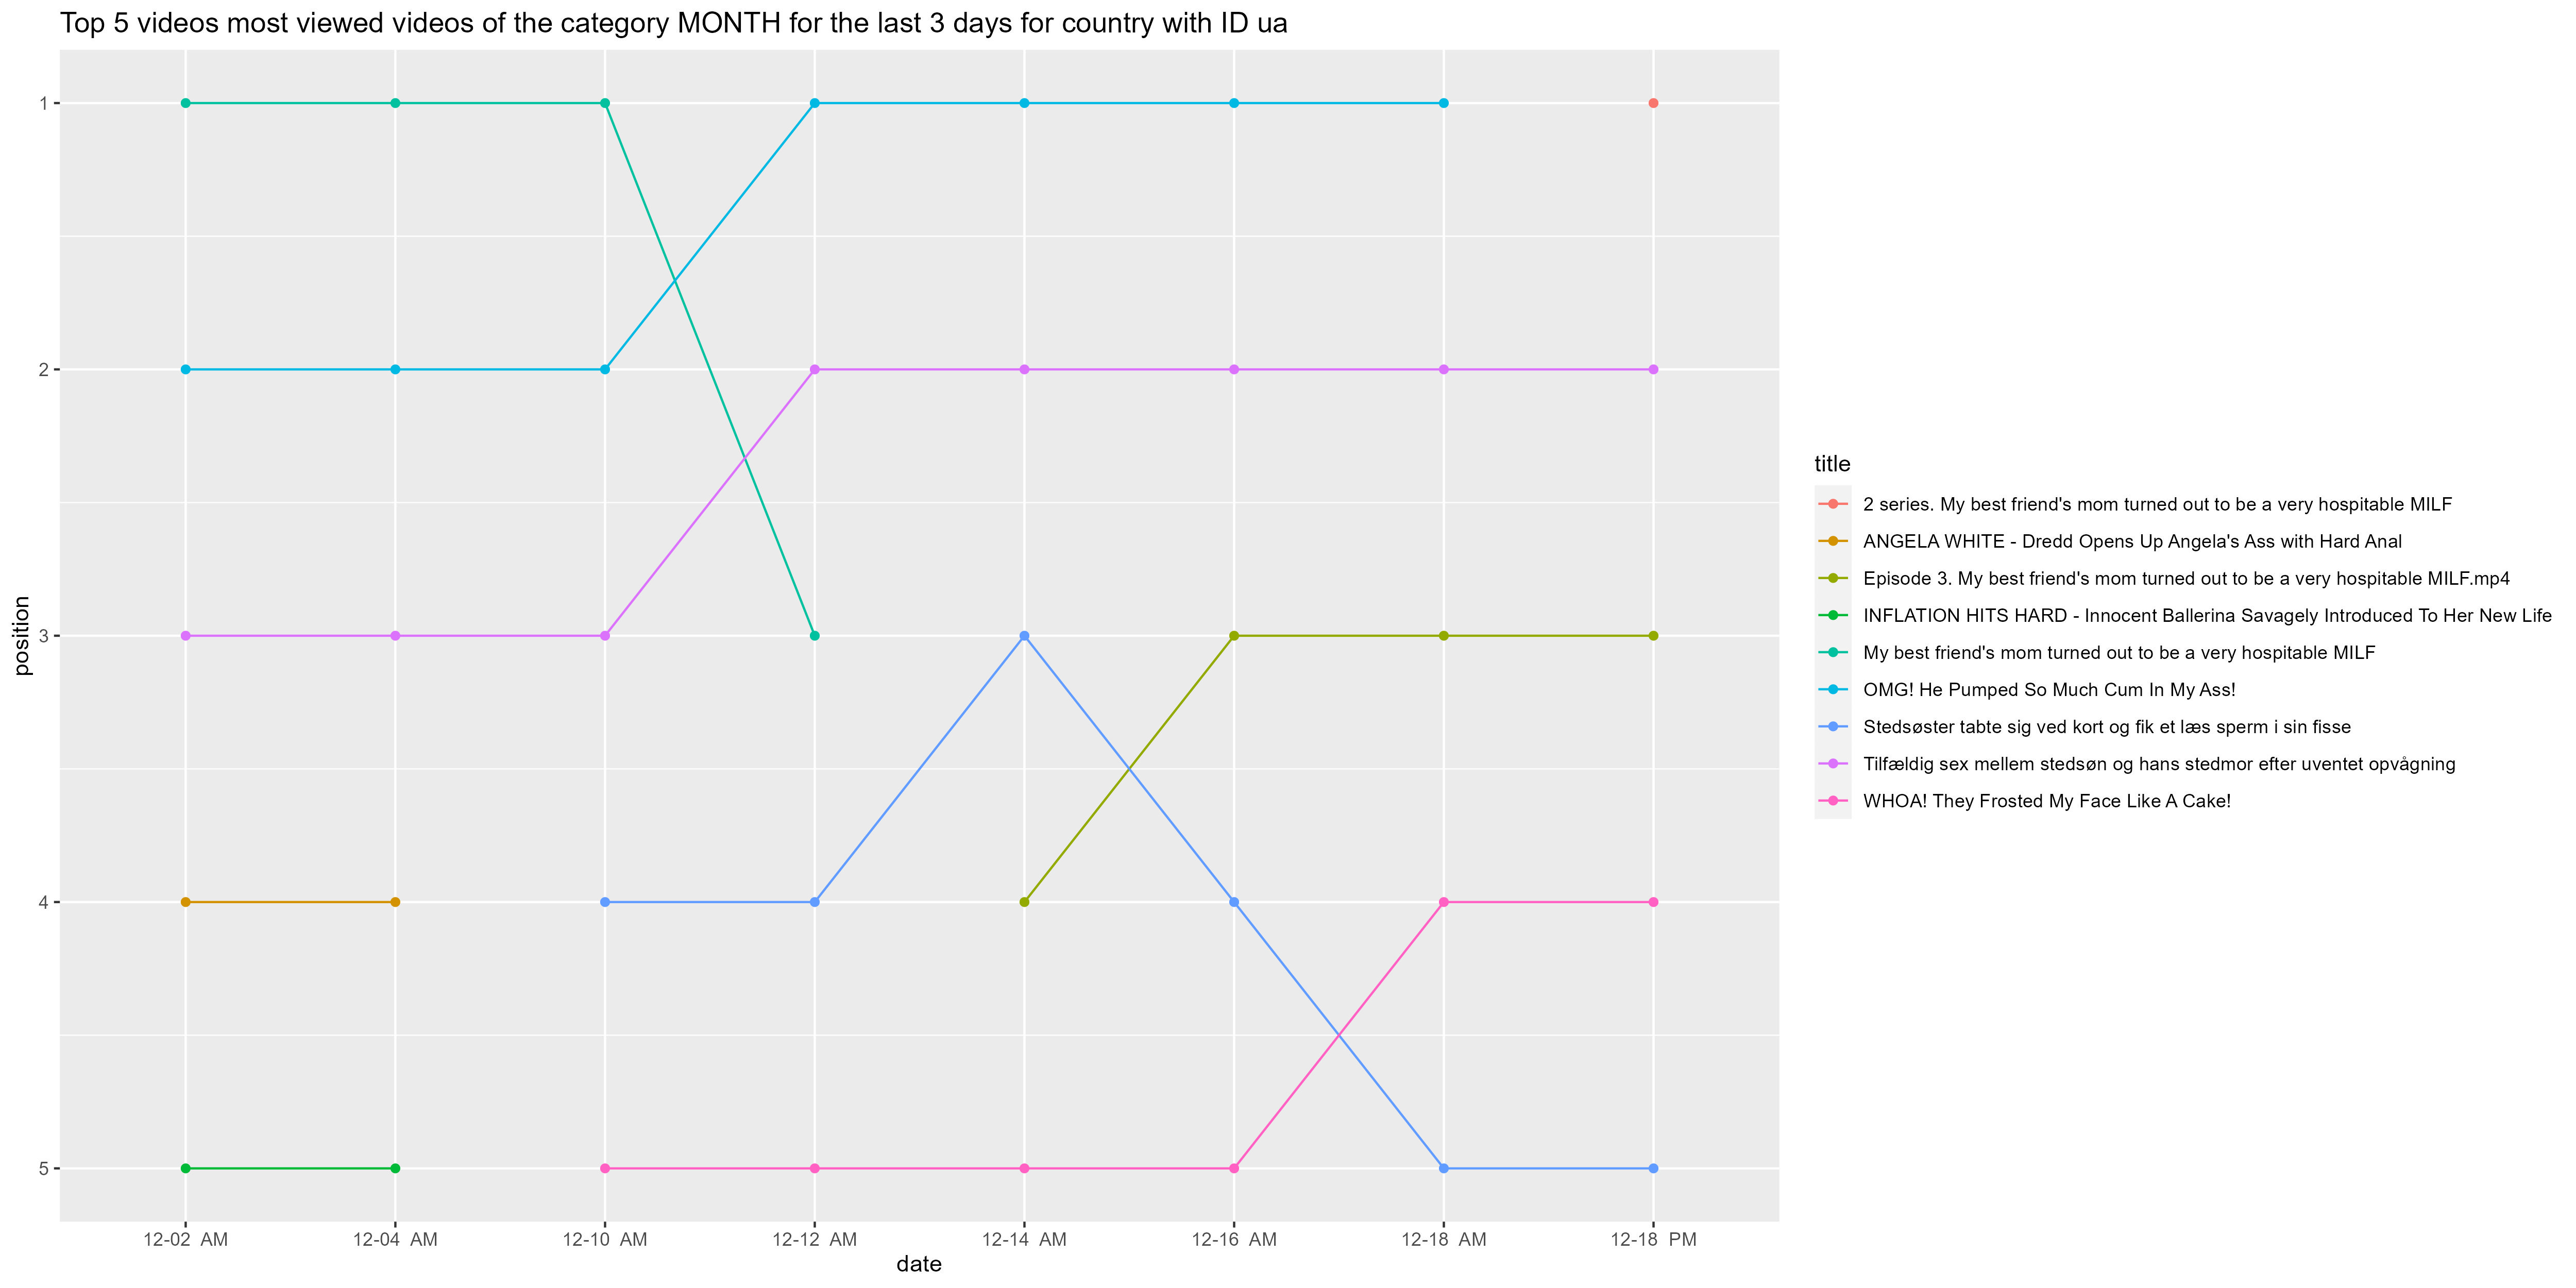 Top 5 videos most viewed videos of the category MONTH for the last 3 days for country with ID ua
1
2
3
4
5
position
12-02 AM
12-04 AM
12-10 AM
12-12 AM
12-14 AM
12-16 AM
12-18 AM
12-18 PM
date
title
2 series. My best friend's mom turned out to be a very hospitable MILF
ANGELA WHITE - Dredd Opens Up Angela's Ass with Hard Anal
Episode 3. My best friend's mom turned out to be a very hospitable MILF.mp4
INFLATION HITS HARD - Innocent Ballerina Savagely Introduced To Her New Life
My best friend's mom turned out to be a very hospitable MILF
OMG! He Pumped So Much Cum In My Ass!
Stedsøster tabte sig ved kort og fik et læs sperm i sin fisse
Tilfældig sex mellem stedsøn og hans stedmor efter uventet opvågning
WHOA! They Frosted My Face Like A Cake!